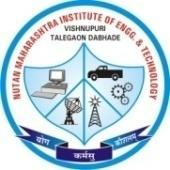 NUTAN MAHARASHTRA INSTITUTE OF ENGG. & TECHNOLOGY
VISHNUPURI
TALEGAON DABHADE
योगः कर्मसु कौशलम्